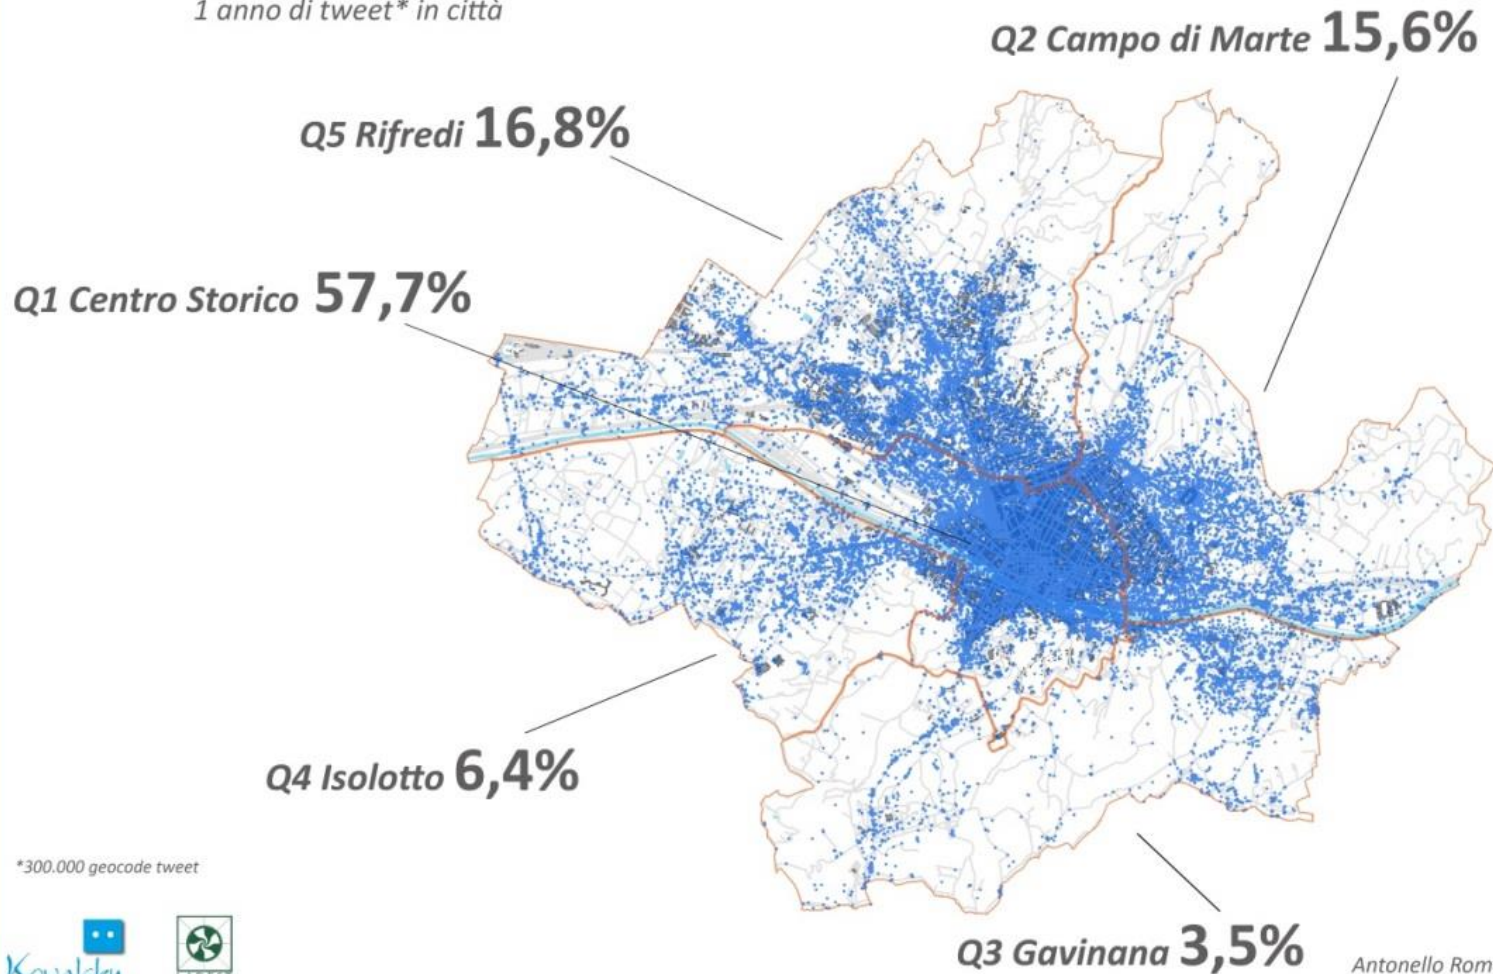 1 anno di tweet* in città
Q2 Campo di Marte 15,6%
Q5 Rifredi 16,8%
Q1 Centro Storico 57,7%
Q4 Isolotto 6,4%
*300.000 geocode tweet
Q3 Gavinana 3,5%
Antonello Rom